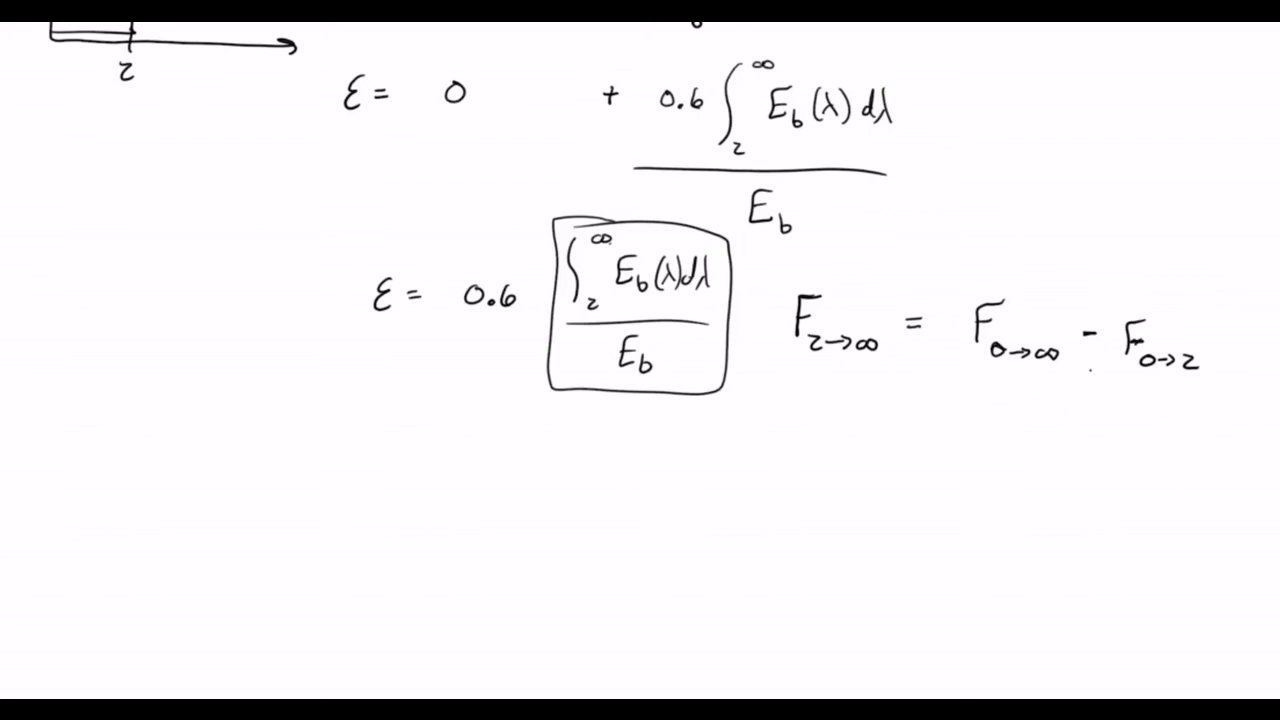 2
ε = 0 + 0.6 ∫₂^∞ E_b(λ) dλ
E_b
ε = 0.6 ∫₂^∞ E_b(λ)dλ / E_b F_{2→∞} = F_{0→∞} - F_{0→2}